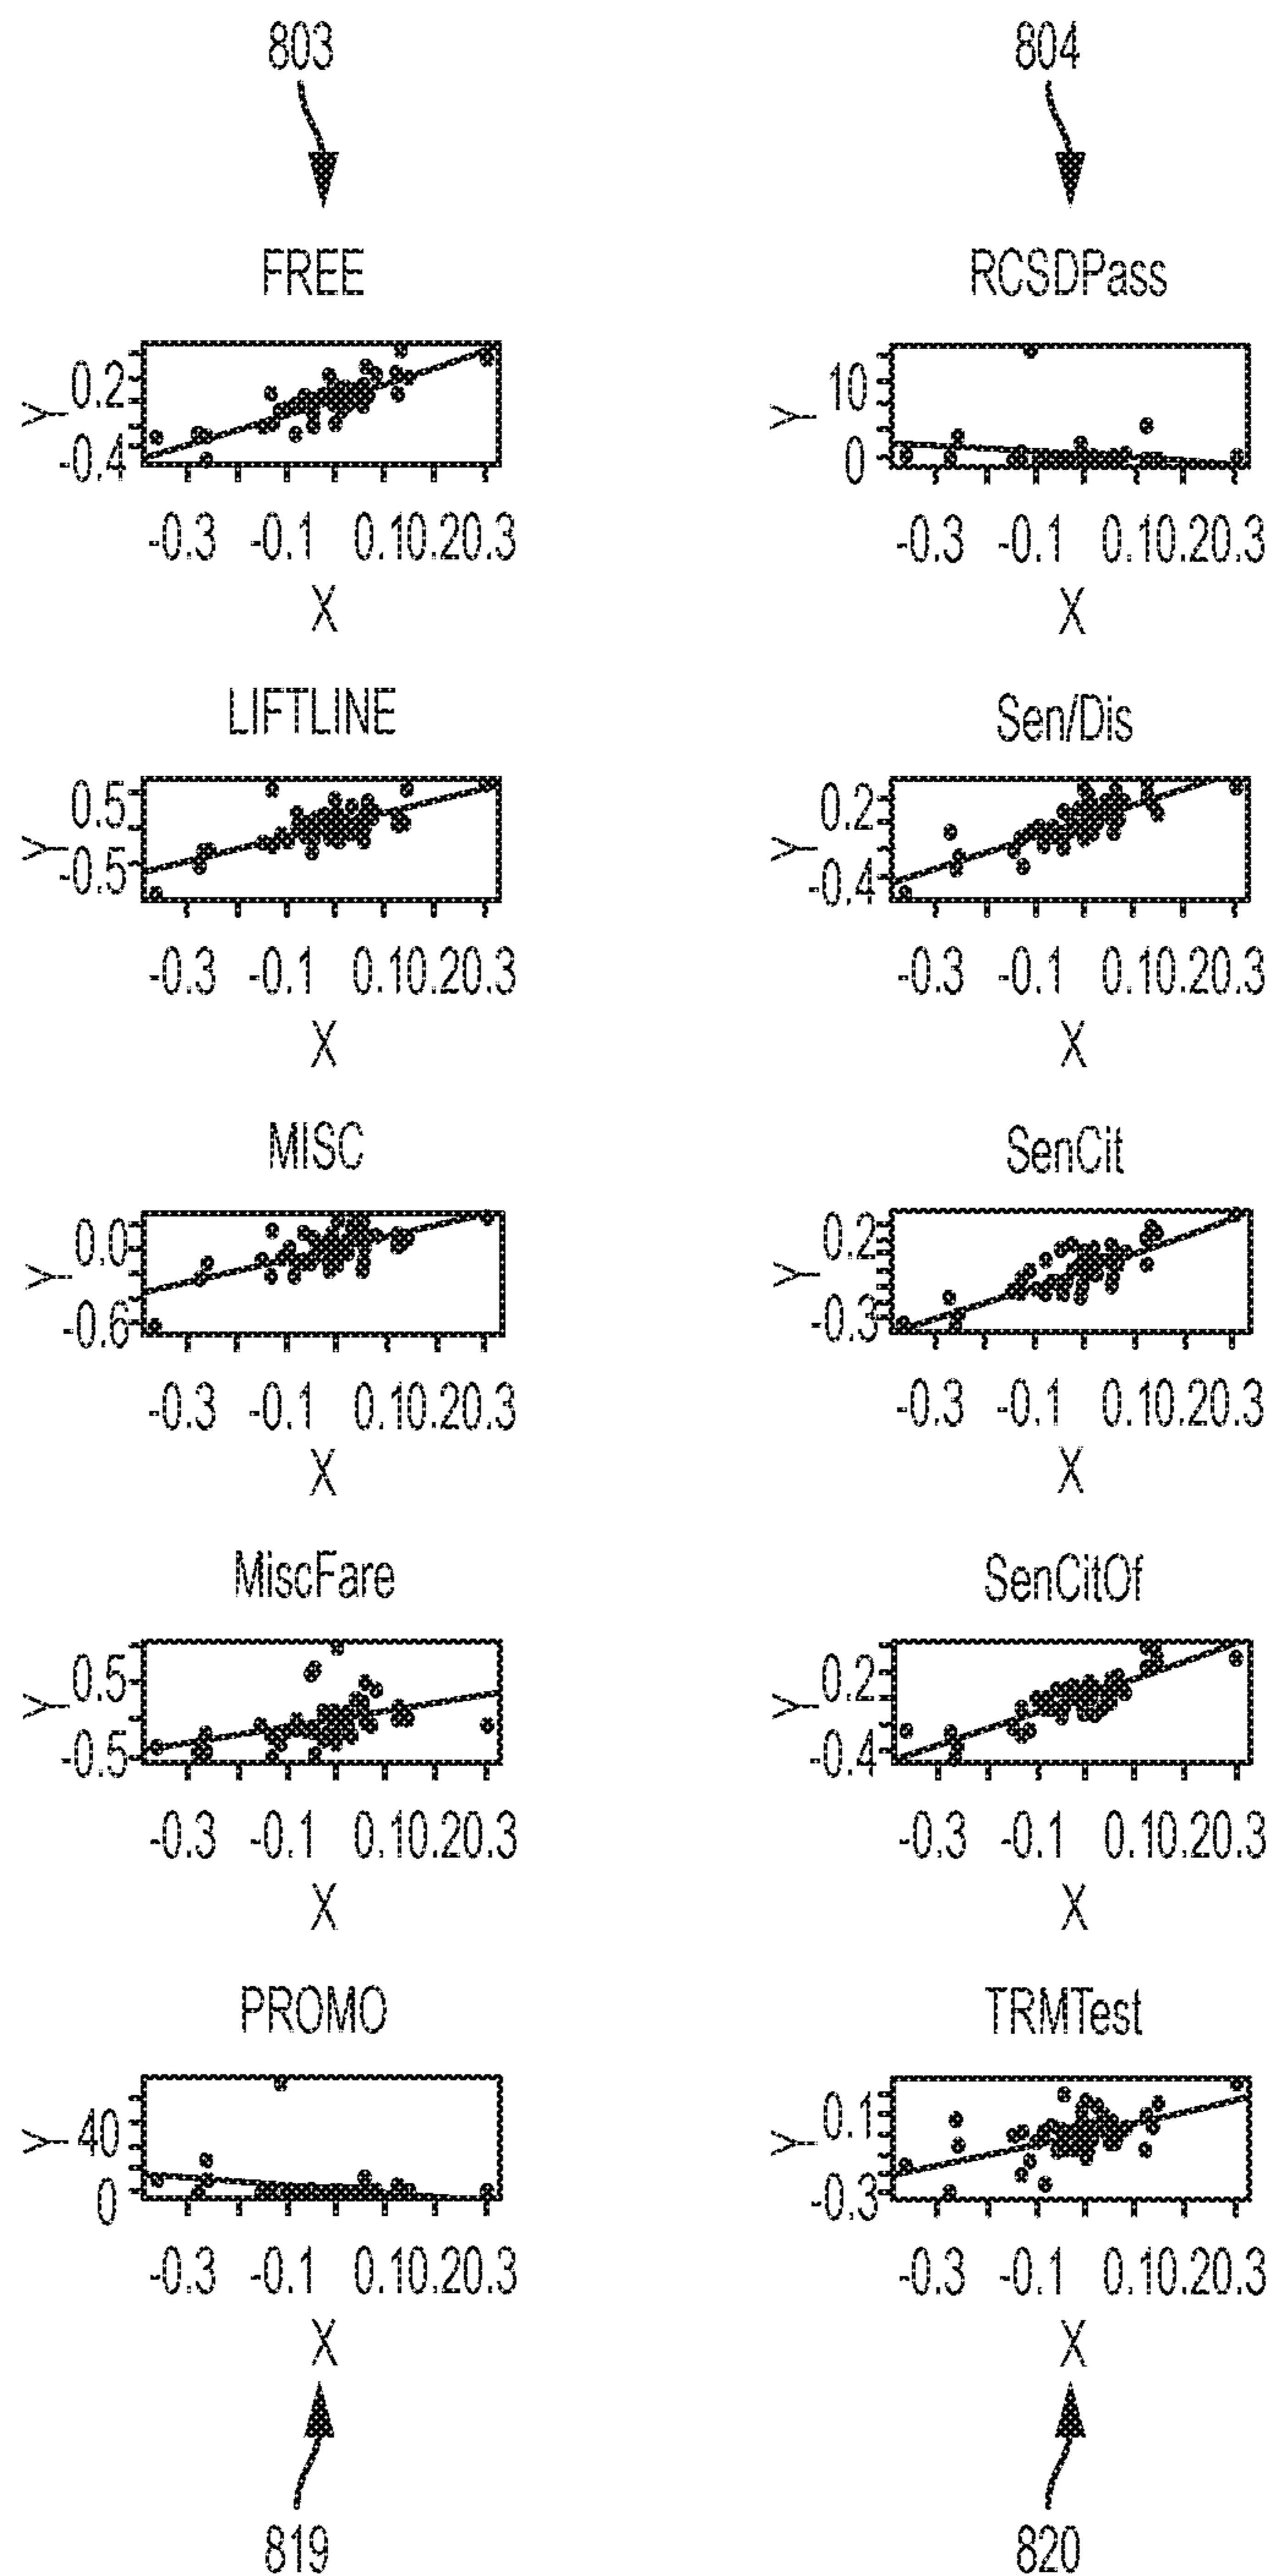 803 804
FREE RCSDPass
Y 0.2 -0.4 Y 10 0
-0.3 -0.1 0.10.20.3 -0.3 -0.1 0.10.20.3
X X
LIFTLINE Sen/Dis
Y 0.5 -0.5 Y 0.2 -0.4
-0.3 -0.1 0.10.20.3 -0.3 -0.1 0.10.20.3
X X
MISC SenCit
Y 0.0 -0.6 Y 0.2 -0.3
-0.3 -0.1 0.10.20.3 -0.3 -0.1 0.10.20.3
X X
MiscFare SenCitOf
Y 0.5 -0.5 Y 0.2 -0.4
-0.3 -0.1 0.10.20.3 -0.3 -0.1 0.10.20.3
X X
PROMO TRMTest
Y 40 0 Y 0.1 -0.3
-0.3 -0.1 0.10.20.3 -0.3 -0.1 0.10.20.3
X X
819 820